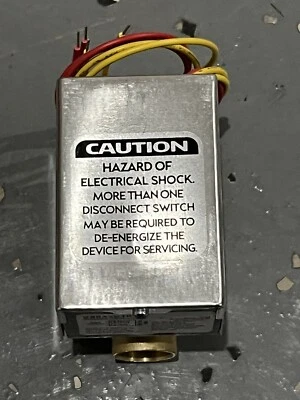 CAUTION
HAZARD OF
ELECTRICAL SHOCK.
MORE THAN ONE
DISCONNECT SWITCH
MAY BE REQUIRED TO
DE-ENERGIZE THE
DEVICE FOR SERVICING.